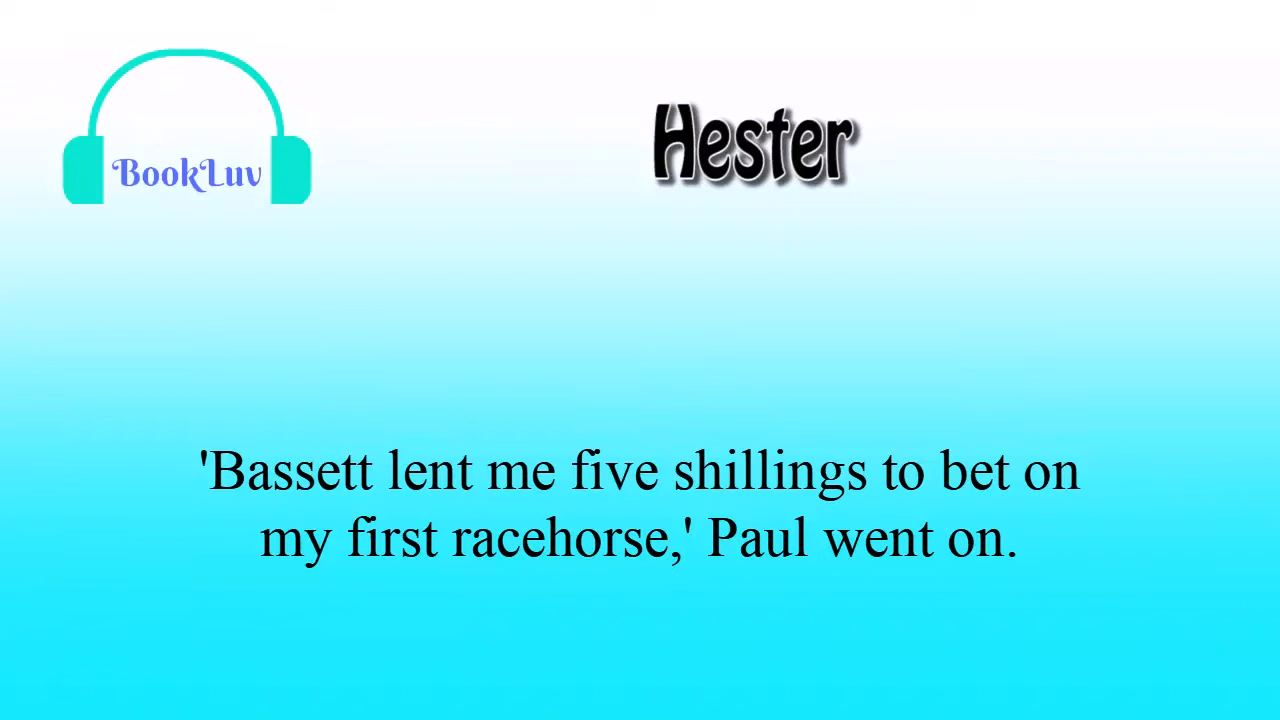 BookLuv
Hester
'Bassett lent me five shillings to bet on
my first racehorse,' Paul went on.